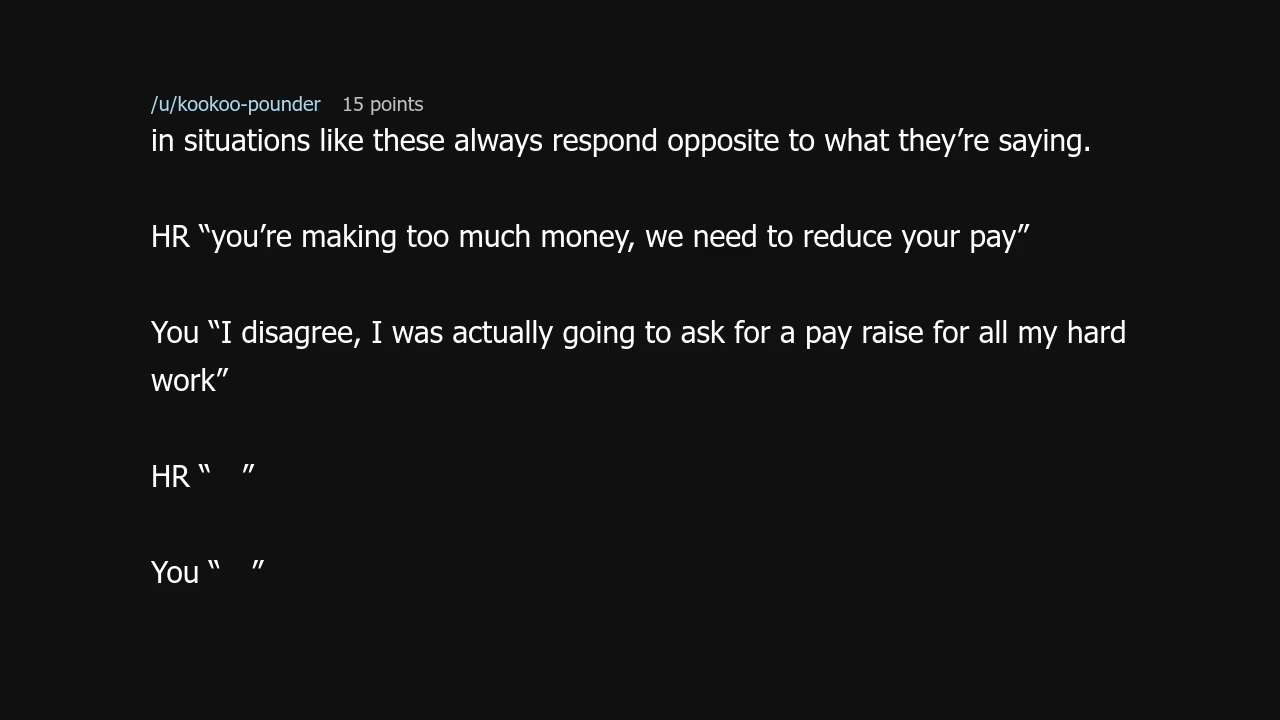 /u/kookoo-pounder 15 points
in situations like these always respond opposite to what they’re saying.
HR “you’re making too much money, we need to reduce your pay”
You “I disagree, I was actually going to ask for a pay raise for all my hard
work”
HR “ ”
You “ ”